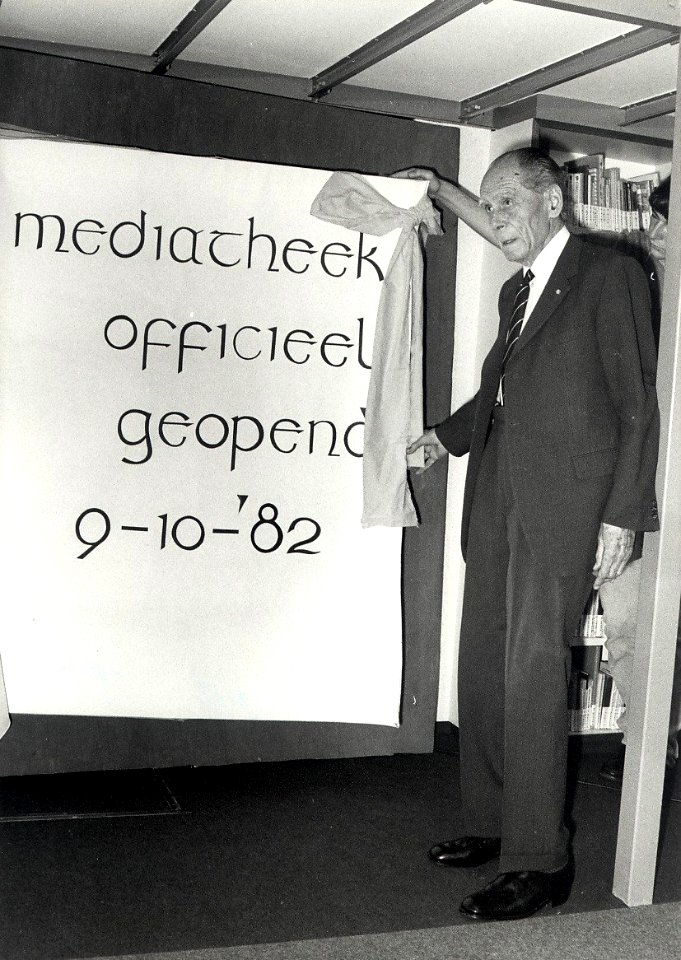 mediatheek
officieel
geopend
9-10-'82